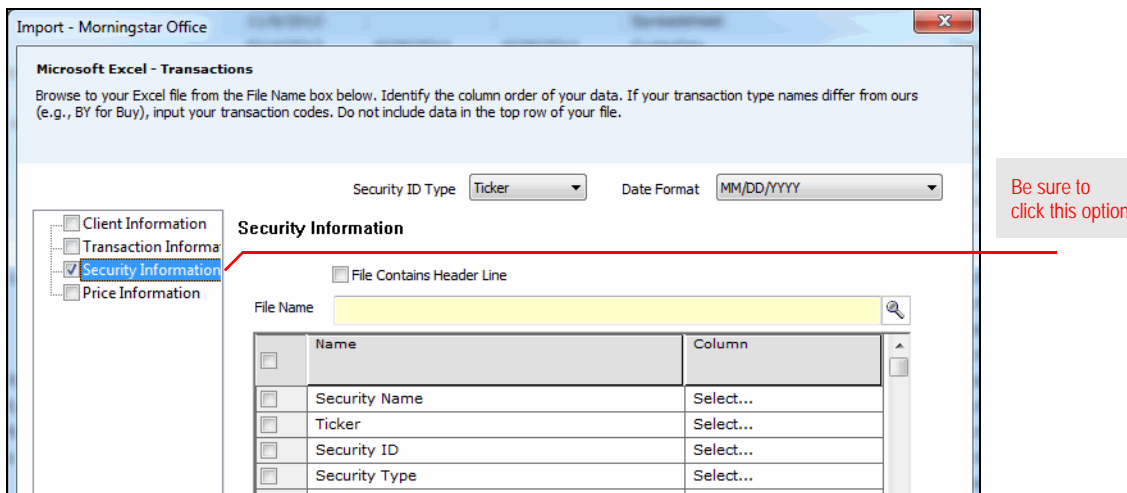 Import - Morningstar Office
Microsoft Excel - Transactions
Browse to your Excel file from the File Name box below. Identify the column order of your data. If your transaction type names differ from ours
(e.g., BY for Buy), input your transaction codes. Do not include data in the top row of your file.
Security ID Type Ticker Date Format MM/DD/YYYY
Be sure to
click this option
Client Information
Transaction Informa
Security Information
Price Information
Security Information
File Contains Header Line
File Name
Name Column
Security Name Select...
Ticker Select...
Security ID Select...
Security Type Select...